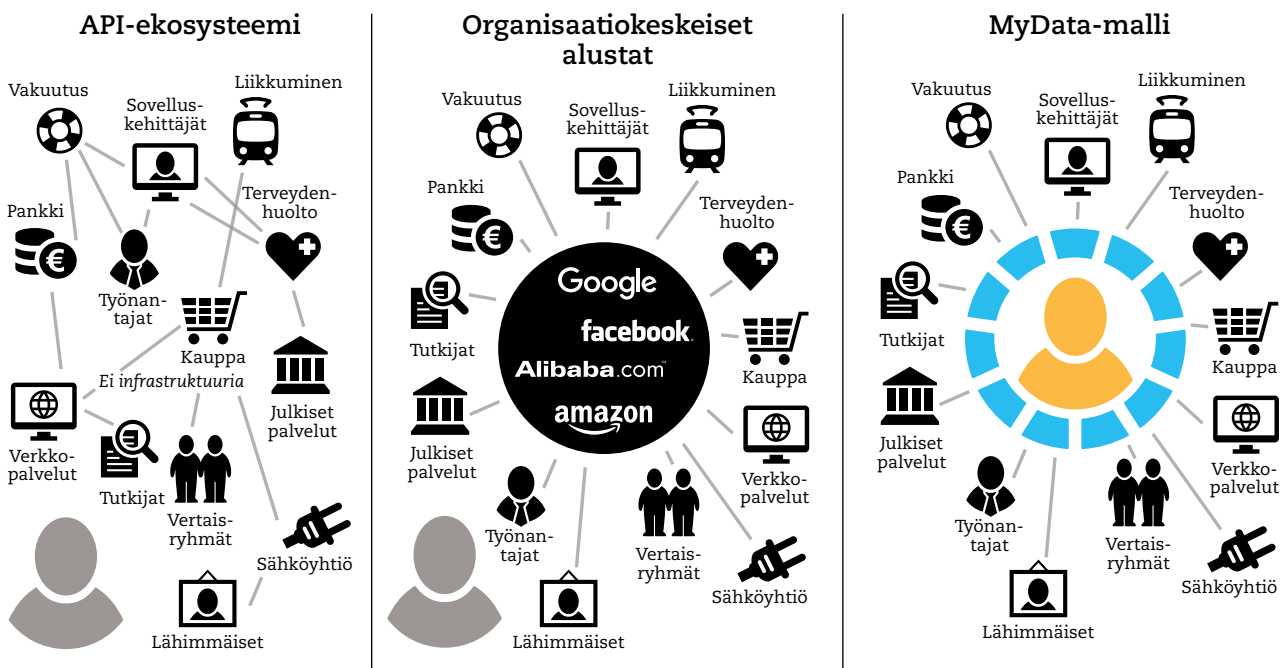 API-ekosysteemi
Vakuutus
Sovellus-
kehittäjät
Liikkuminen
Pankki
Terveyden-
huolto
Työnan-
tajat
Kauppa
Ei infrastruktuuria
Julkiset
palvelut
Verkko-
palvelut
Tutkijat
Vertais-
ryhmät
Sähköyhtiö
Lähimmäiset
Organisaatiokeskeiset
alustat
Vakuutus
Sovellus-
kehittäjät
Liikkuminen
Pankki
Terveyden-
huolto
Google
facebook
Alibaba.com™
amazon
Tutkijat
Kauppa
Julkiset
palvelut
Verkko-
palvelut
Työnan-
tajat
Vertais-
ryhmät
Sähköyhtiö
Lähimmäiset
MyData-malli
Vakuutus
Sovellus-
kehittäjät
Liikkuminen
Pankki
Terveyden-
huolto
Tutkijat
Kauppa
Julkiset
palvelut
Verkko-
palvelut
Työnan-
tajat
Vertais-
ryhmät
Sähköyhtiö
Lähimmäiset